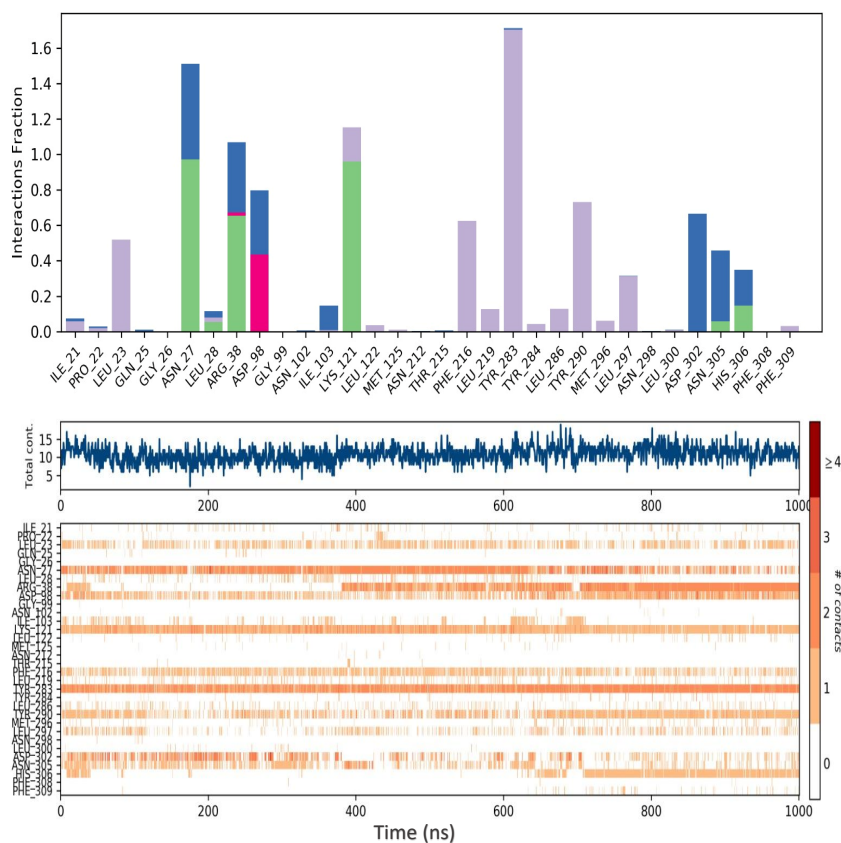 Interactions Fraction
1.6
1.4
1.2
1.0
0.8
0.6
0.4
0.2
0.0
ILE_21 PRO_22 LEU_23 GLN_25 GLY_26 ASN_27 LEU_28 ARG_38 ASP_98 GLY_99 ASN_102 ILE_103 LYS_121 LEU_122 MET_125 ASN_212 THR_215 PHE_216 LEU_219 TYR_283 TYR_284 LEU_286 TYR_290 MET_296 LEU_297 ASN_298 LEU_300 ASP_302 ASN_305 HIS_306 PHE_308 PHE_309
Total cont.
15
10
5
0 200 400 600 800 1000
ILE_21
PRO_22
LEU_23
GLN_25
GLY_26
ASN_27
LEU_28
ARG_38
ASP_98
GLY_99
ASN_102
ILE_103
LYS_121
LEU_122
MET_125
ASN_212
THR_215
PHE_216
LEU_219
TYR_283
TYR_284
LEU_286
TYR_290
MET_296
LEU_297
ASN_298
LEU_300
ASP_302
ASN_305
HIS_306
PHE_308
PHE_309
0 200 400 600 800 1000
Time (ns)
≥4
3
2
1
0
# of contacts